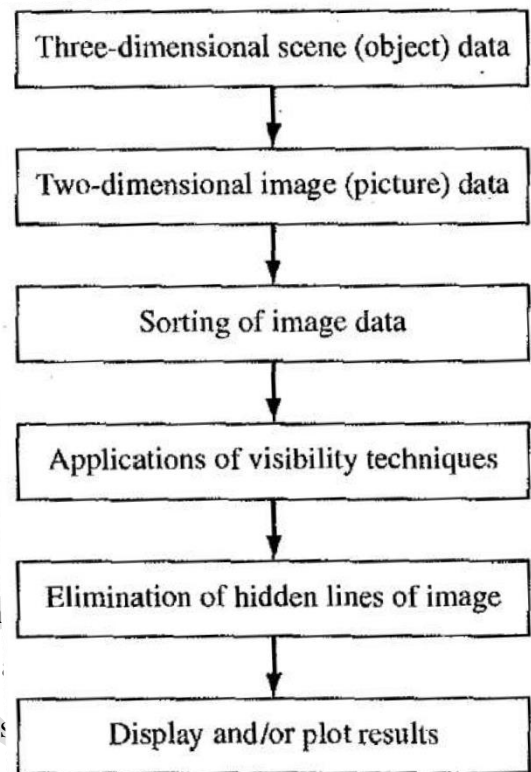 Three-dimensional scene (object) data
Two-dimensional image (picture) data
Sorting of image data
Applications of visibility techniques
Elimination of hidden lines of image
s
Display and/or plot results